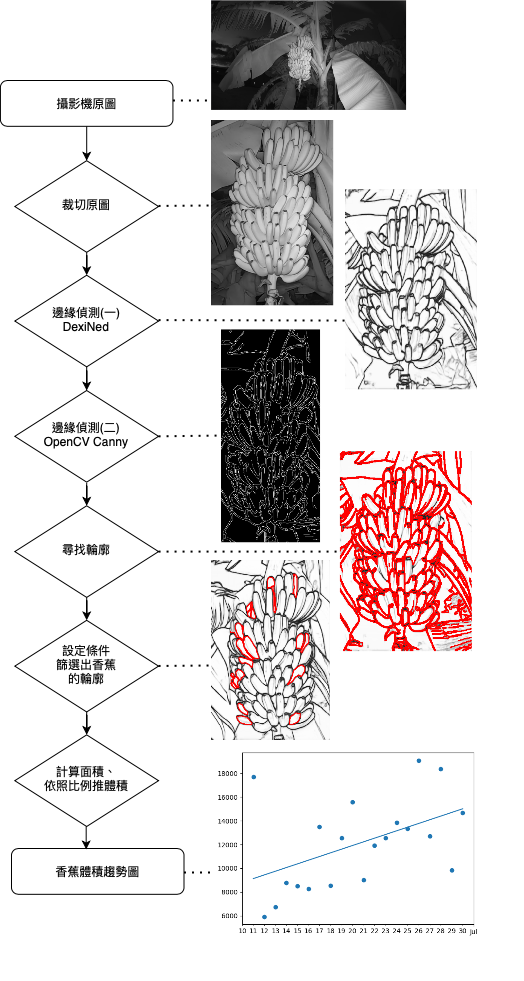 攝影機原圖
裁切原圖
邊緣偵測(一)
DexiNed
邊緣偵測(二)
OpenCV Canny
尋找輪廓
設定條件
篩選出香蕉
的輪廓
計算面積、
依照比例推體積
香蕉體積趨勢圖
18000
16000
14000
12000
10000
8000
6000
10 11 12 13 14 15 16 17 18 19 20 21 22 23 24 25 26 27 28 29 30 Jul